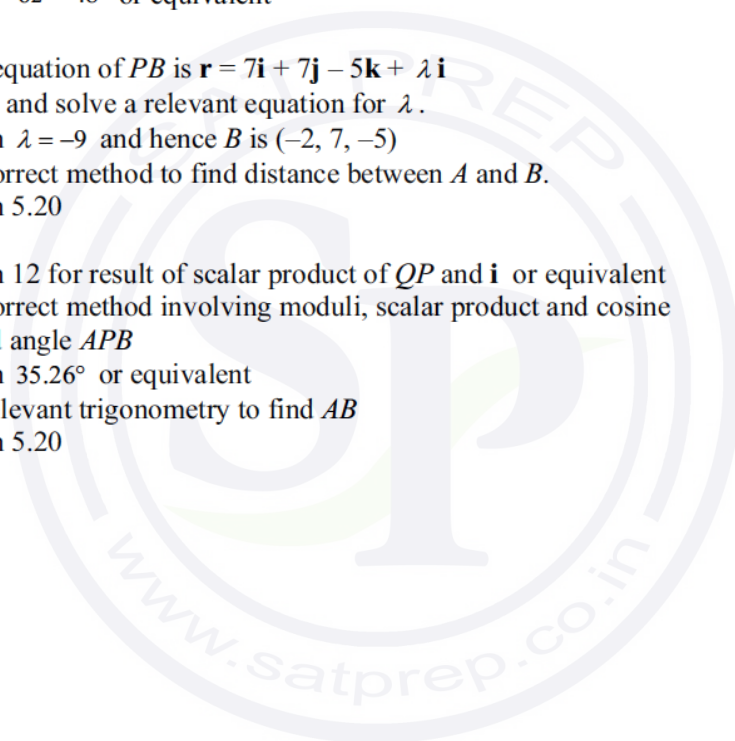 equation of PB is r = 7i + 7j – 5k + λi
and solve a relevant equation for λ.
λ = –9 and hence B is (–2, 7, –5)
orrect method to find distance between A and B.
5.20
12 for result of scalar product of QP and i or equivalent
orrect method involving moduli, scalar product and cosine
angle APB
35.26° or equivalent
levant trigonometry to find AB
5.20
SAT PREP
SP
www.satprep.co.in